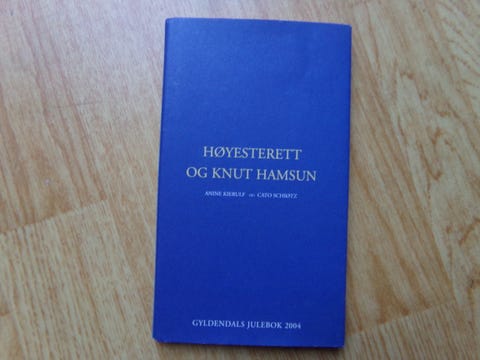 HØYESTERETT
OG KNUT HAMSUN
ANINE KIERULF OG CATO SCHIØTZ
GYLDENDALS JULEBOK 2004